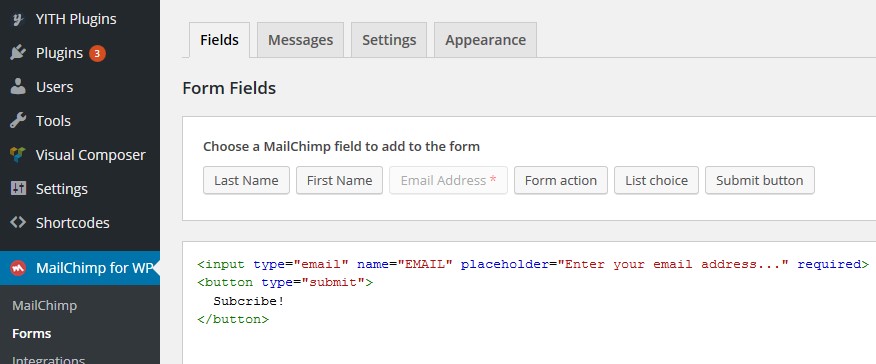 YITH Plugins
Plugins 3
Users
Tools
Visual Composer
Settings
Shortcodes
MailChimp for WP
MailChimp
Forms
Integrations
Fields Messages Settings Appearance
Form Fields
Choose a MailChimp field to add to the form
Last Name First Name Email Address * Form action List choice Submit button
<input type="email" name="EMAIL" placeholder="Enter your email address..." required>
<button type="submit">
Subcribe!
</button>